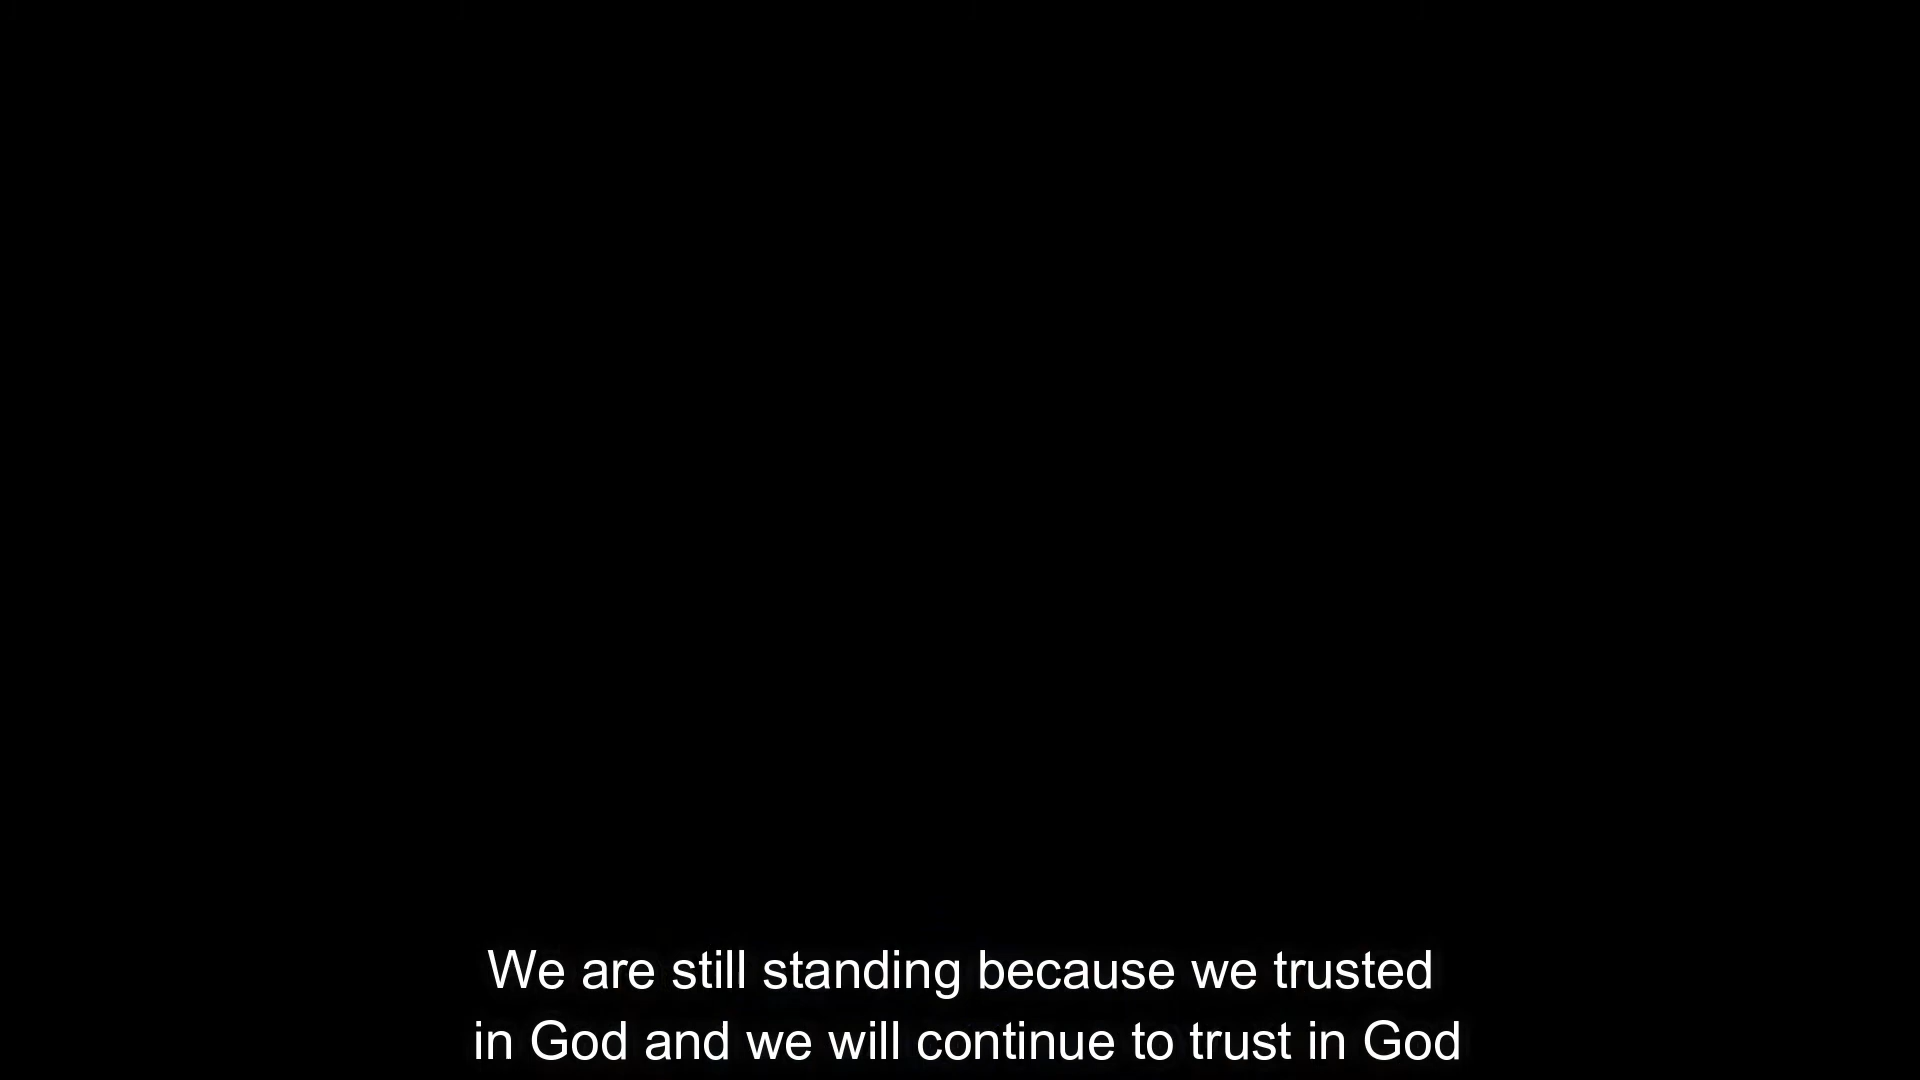 We are still standing because we trusted
in God and we will continue to trust in God